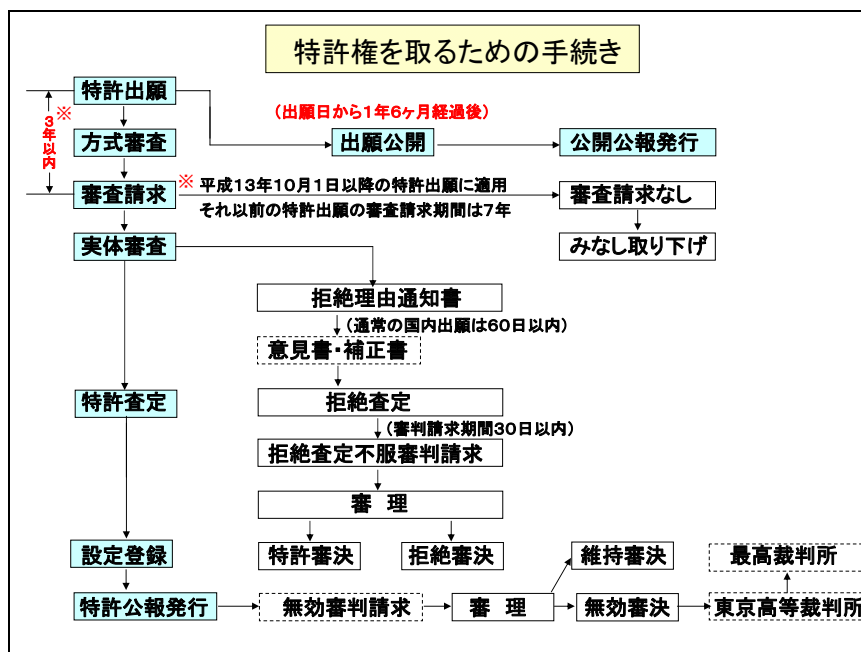 特許権を取るための手続き
特許出願
※
3年以内
(出願日から1年6ヶ月経過後)
方式審査
出願公開
公開公報発行
審査請求
※ 平成13年10月1日以降の特許出願に適用
それ以前の特許出願の審査請求期間は7年
審査請求なし
みなし取り下げ
実体審査
拒絶理由通知書
(通常の国内出願は60日以内)
意見書・補正書
特許査定
拒絶査定
(審判請求期間30日以内)
拒絶査定不服審判請求
審 理
設定登録
特許審決
拒絶審決
維持審決
最高裁判所
特許公報発行
無効審判請求
審 理
無効審決
東京高等裁判所